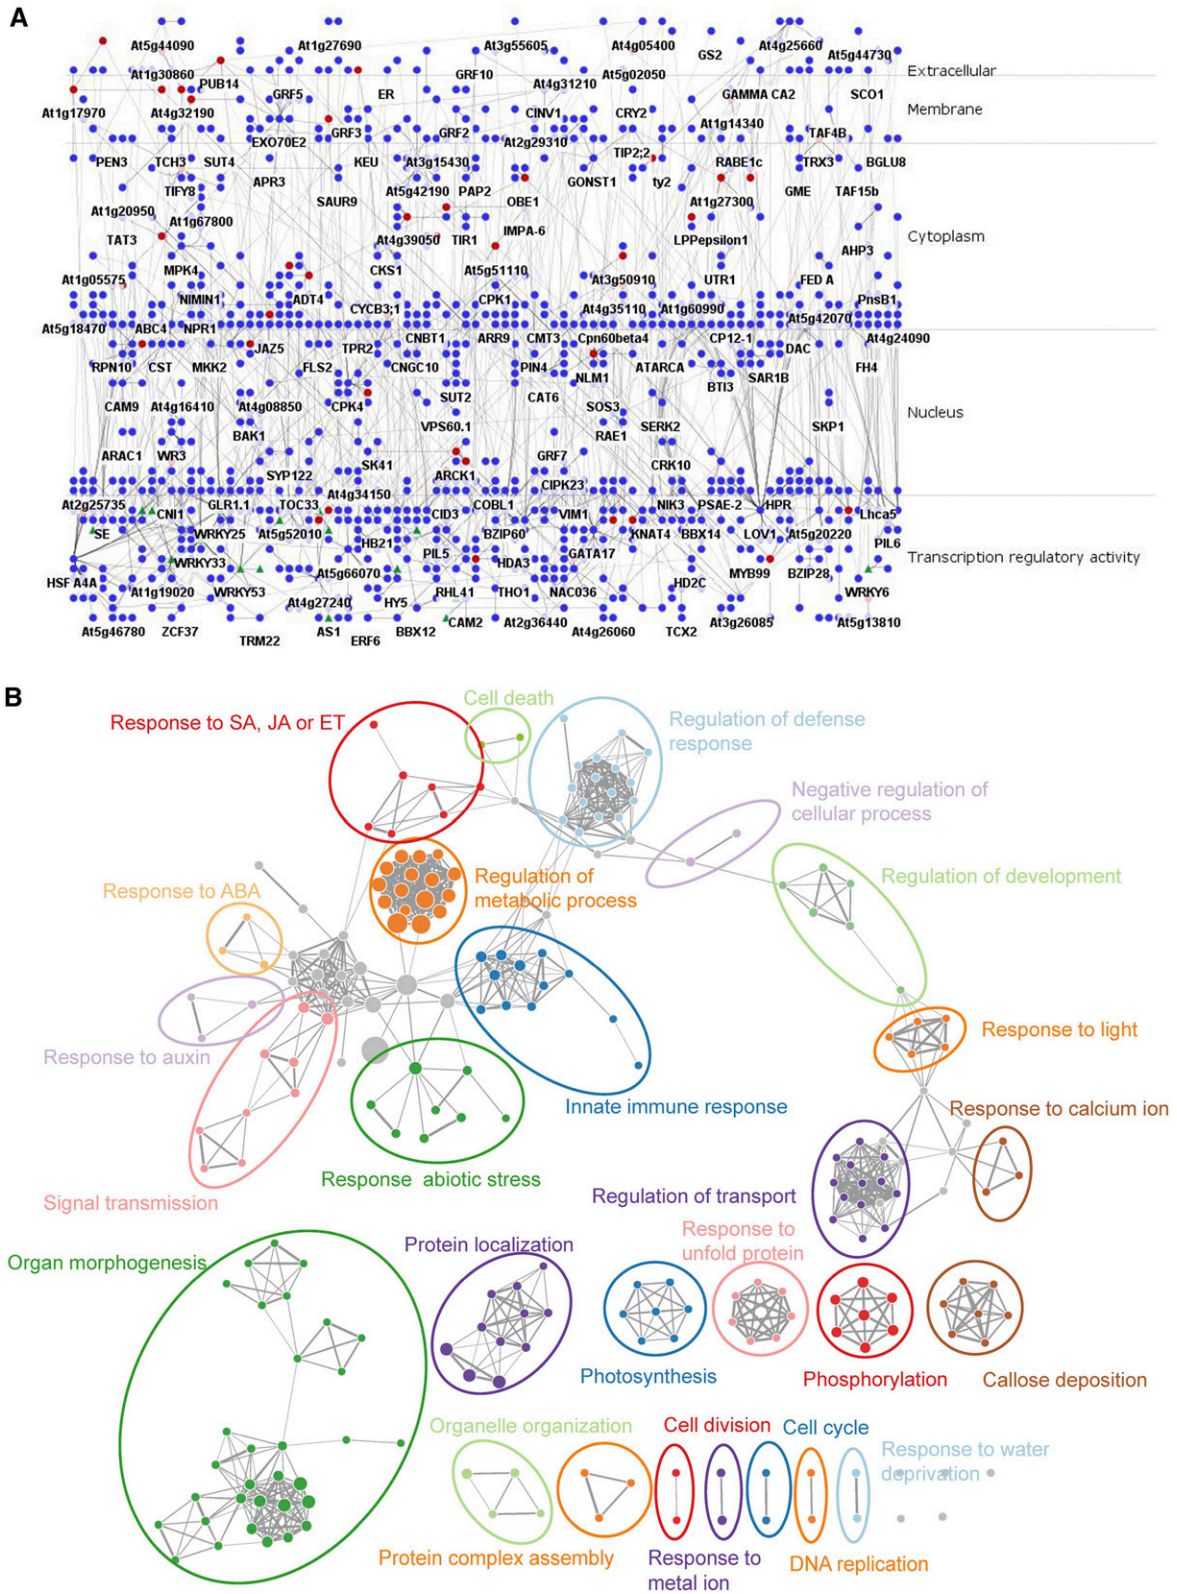 A
At5g44090 At1g27690 At3g55605 At4g05400 GS2 At4g25660 At5g44730
Extracellular
At1g30860 PUB14 GRF5 ER GRF10 At4g31210 At5g02050 GAMMA CA2 SCO1
Membrane
At1g17970 At4g32190 GRF3 GRF2 CINV1 CRY2 At1g14340 TAF4B
EXO70E2 At2g29310 TIP2;2
PEN3 TCH3 SUT4 KEU At3g15430 RABE1c TRX3 BGLU8
TIFY8 APR3 SAUR9 At5g42190 PAP2 OBE1 GONST1 ty2 At1g27300 GME TAF15b
At1g20950 At1g67800
TAT3 At4g39050 TIR1 IMPA-6 LPPepsilon1 AHP3
Cytoplasm
At1g05575 MPK4 CKS1 At5g51110 At3g50910 UTR1 FED A
NIMIN1 ADT4 CYCB3;1 CPK1 At4g35110 At1g60990 At5g42070 PnsB1
At5g18470 ABC4 NPR1 CNBT1 ARR9 CMT3 Cpn60beta4 CP12-1 DAC At4g24090
JAZ5 TPR2
RPN10 CST MKK2 FLS2 CNGC10 PIN4 NLM1 ATARCA BTI3 SAR1B FH4
CAM9 At4g16410 At4g08850 CPK4 SUT2 CAT6 SOS3
Nucleus
BAK1 VPS60.1 RAE1 SERK2 SKP1
ARAC1 WR3 SYP122 SK41 ARCK1 GRF7 CRK10
CIPK23
At2g25735 GLR1.1 TOC33 At4g34150 COBL1 NIK3 PSAE-2 HPR
CNI1 CID3 VIM1 Lhca5
SE WRKY25 At5g52010 HB21 BZIP60 KNAT4 BBX14 LOV1 At5g20220 PIL6
WRKY33 PIL5 HDA3 GATA17
Transcription regulatory activity
HSFA4A At1g19020 WRKY53 At5g66070 RHL41 THO1 NAC036 HD2C MYB99 BZIP28 WRKY6
At4g27240 HY5
At5g46780 ZCF37 TRM22 AS1 ERF6 BBX12 CAM2 At2g36440 At4g26060 TCX2 At3g26085 At5g13810
B
Cell death
Response to SA, JA or ET
Regulation of defense
response
Negative regulation of
cellular process
Response to ABA
Regulation of
metabolic process
Regulation of development
Response to light
Response to auxin
Innate immune response
Response to calcium ion
Response  abiotic stress
Signal transmission
Regulation of transport
Response to
unfold protein
Organ morphogenesis
Protein localization
Photosynthesis
Phosphorylation
Callose deposition
Organelle organization
Cell division
Cell cycle
Response to water
deprivation
Protein complex assembly
Response to
metal ion
DNA replication